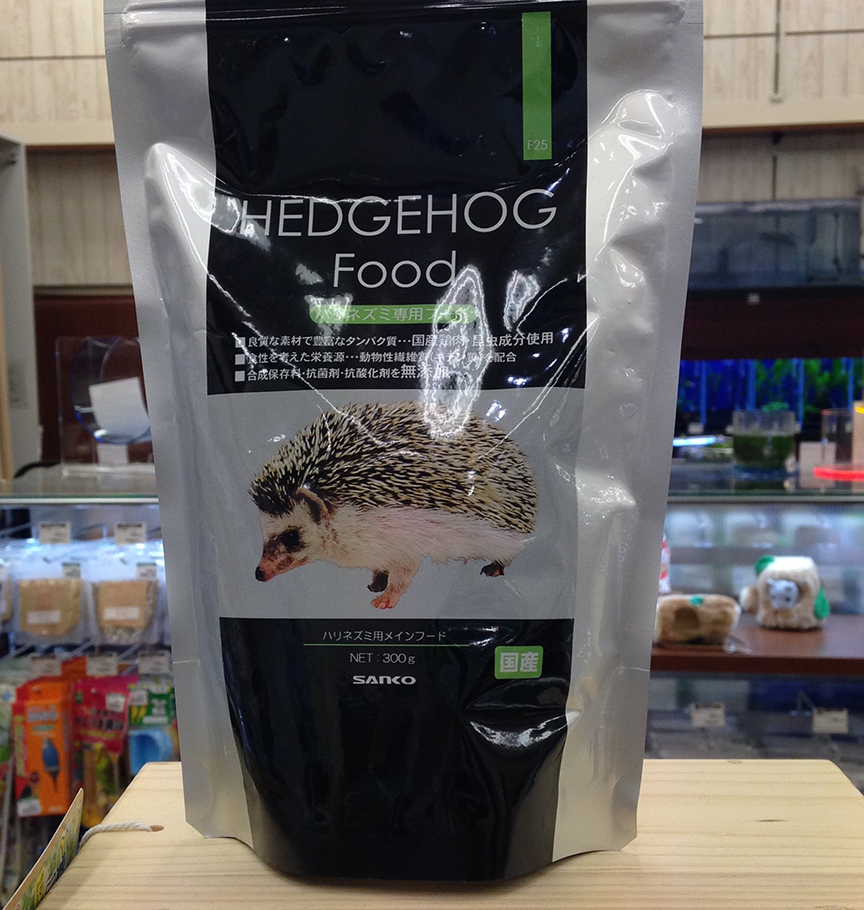 F25
HEDGEHOG
Food
ハリネズミ専用フード
■良質な素材で豊富なタンパク質…国産鶏肉・昆虫成分使用
■食性を考えた栄養源…動物性繊維質(キチン質)を配合
■合成保存料・抗菌剤・抗酸化剤を無添加
ハリネズミ用メインフード
NET：300g
国産
SANKO